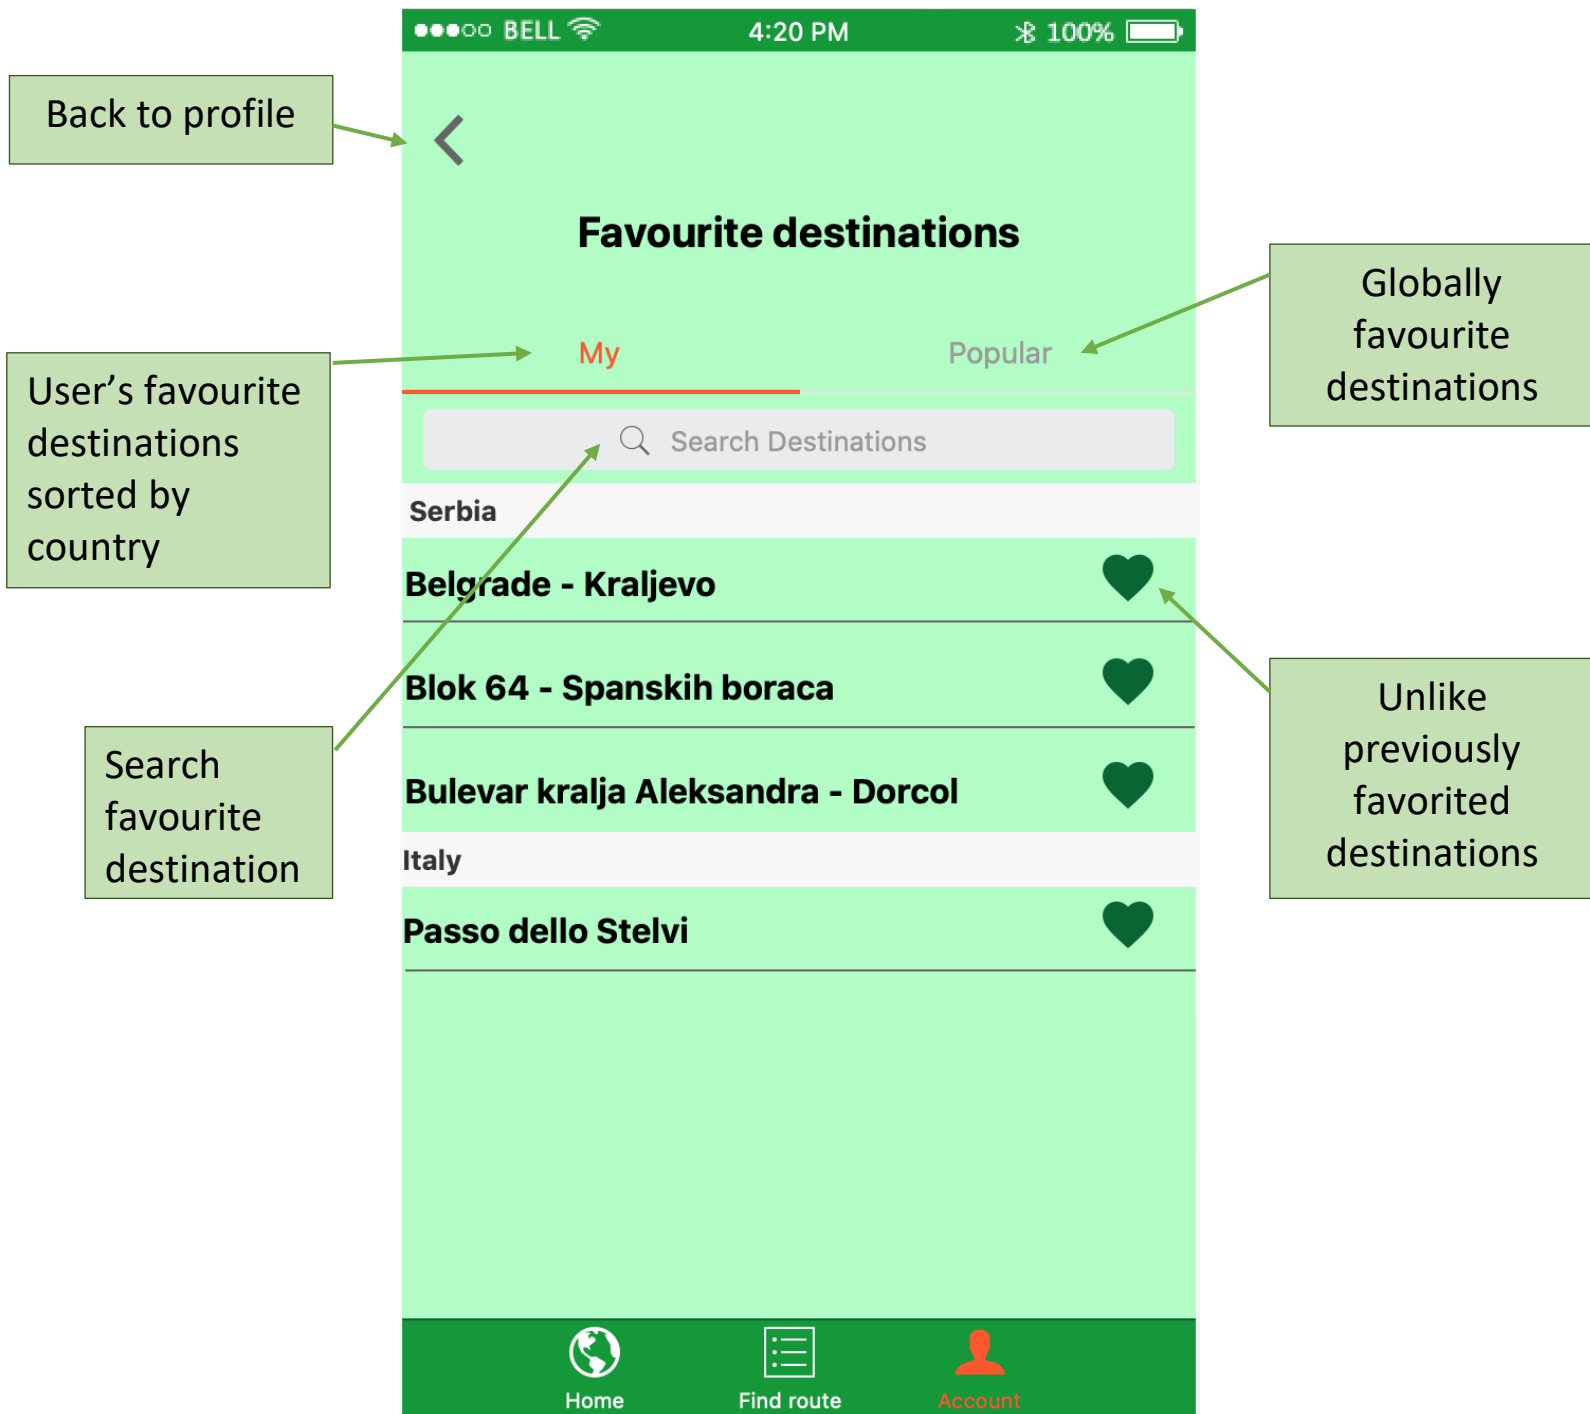 BELL
4:20 PM
100%
Back to profile
Favourite destinations
Globally
favourite
destinations
My
Popular
User’s favourite
destinations
sorted by
country
Search Destinations
Serbia
Belgrade - Kraljevo
Blok 64 - Spanskih boraca
Unlike
previously
favorited
destinations
Search
favourite
destination
Bulevar kralja Aleksandra - Dorcol
Italy
Passo dello Stelvi
Home
Find route
Account